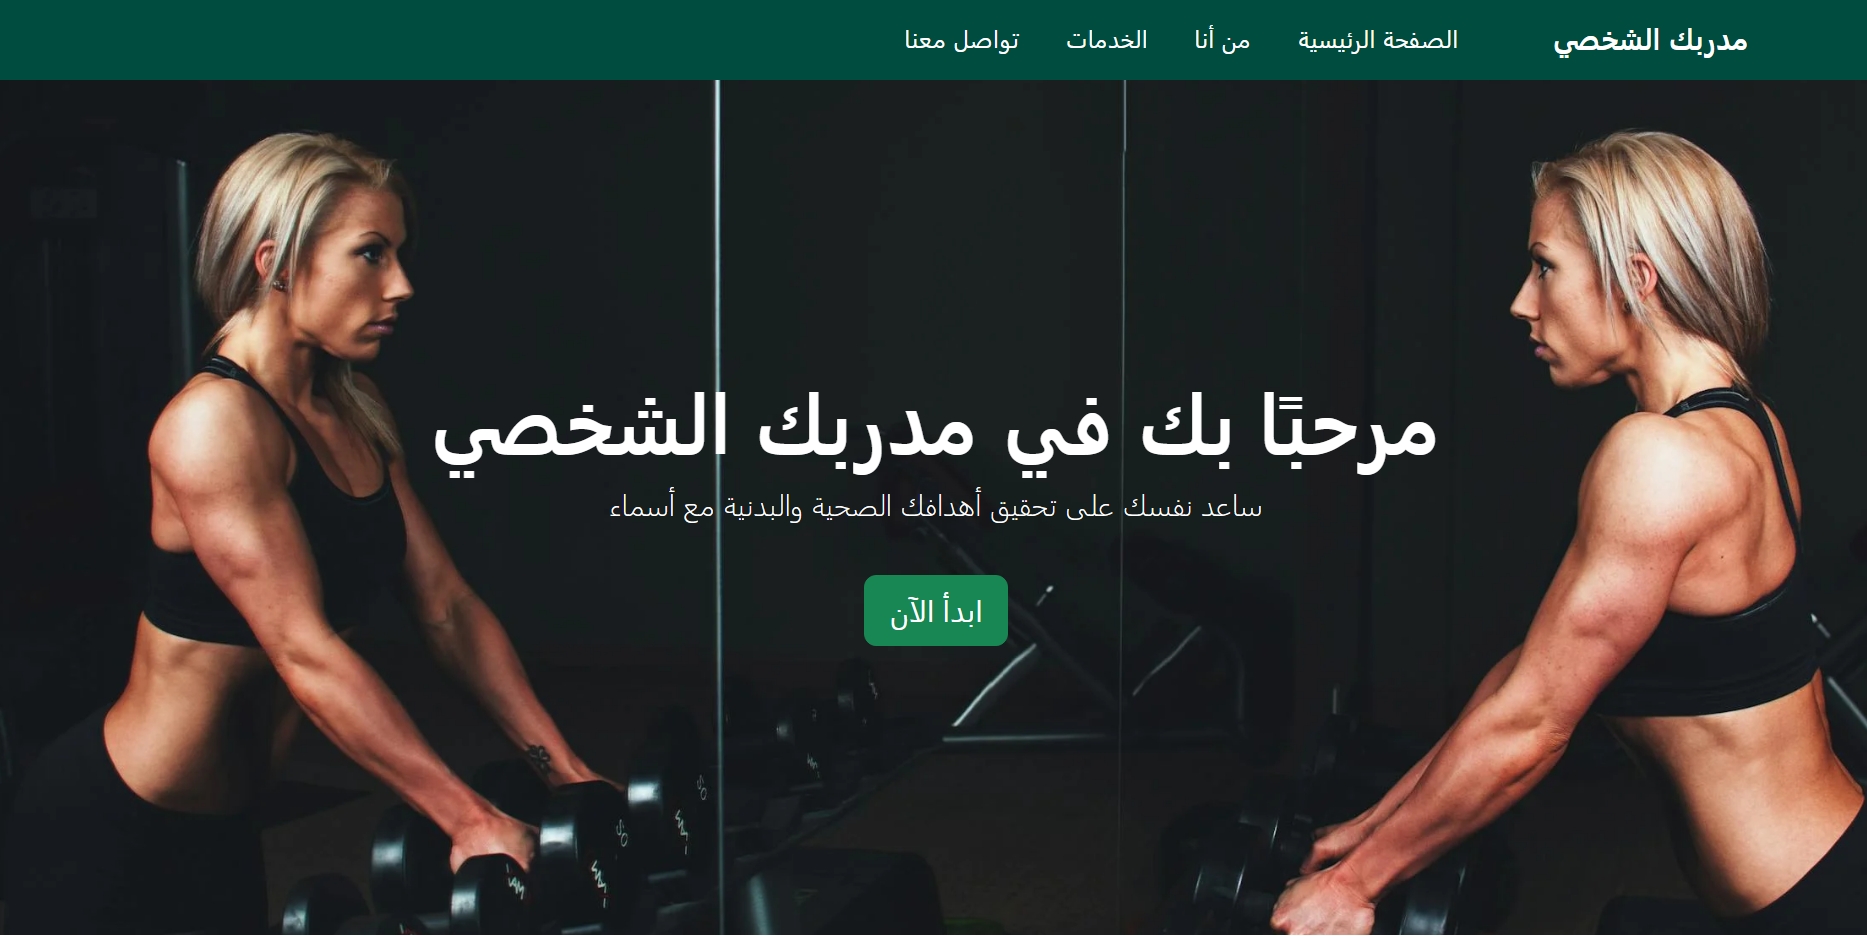 مدربك الشخصي
الصفحة الرئيسية
من أنا
الخدمات
تواصل معنا
مرحبًا بك في مدربك الشخصي
ساعد نفسك على تحقيق أهدافك الصحية والبدنية مع أسماء
ابدأ الآن